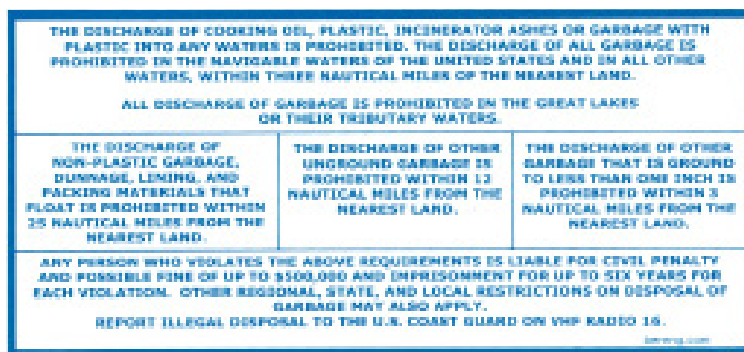 THE DISCHARGE OF COOKING OIL, PLASTIC, INCINERATOR ASHES OR GARBAGE WITH
PLASTIC INTO ANY WATERS IS PROHIBITED. THE DISCHARGE OF ALL GARBAGE IS
PROHIBITED IN THE NAVIGABLE WATERS OF THE UNITED STATES AND IN ALL OTHER
WATERS, WITHIN THREE NAUTICAL MILES OF THE NEAREST LAND.
ALL DISCHARGE OF GARBAGE IS PROHIBITED IN THE GREAT LAKES
OR THEIR TRIBUTARY WATERS.
THE DISCHARGE OF
NON-PLASTIC GARBAGE,
DUNNAGE, LINING, AND
PACKING MATERIALS THAT
FLOAT IS PROHIBITED WITHIN
25 NAUTICAL MILES FROM THE
NEAREST LAND.
THE DISCHARGE OF OTHER
UNGROUND GARBAGE IS
PROHIBITED WITHIN 12
NAUTICAL MILES FROM THE
NEAREST LAND.
THE DISCHARGE OF OTHER
GARBAGE THAT IS GROUND
TO LESS THAN ONE INCH IS
PROHIBITED WITHIN 3
NAUTICAL MILES FROM THE
NEAREST LAND.
ANY PERSON WHO VIOLATES THE ABOVE REQUIREMENTS IS LIABLE FOR CIVIL PENALTY
AND POSSIBLE FINE OF UP TO $500,000 AND IMPRISONMENT FOR UP TO SIX YEARS FOR
EACH VIOLATION. OTHER REGIONAL, STATE, AND LOCAL RESTRICTIONS ON DISPOSAL OF
GARBAGE MAY ALSO APPLY.
REPORT ILLEGAL DISPOSAL TO THE U.S. COAST GUARD ON VHF RADIO 16.